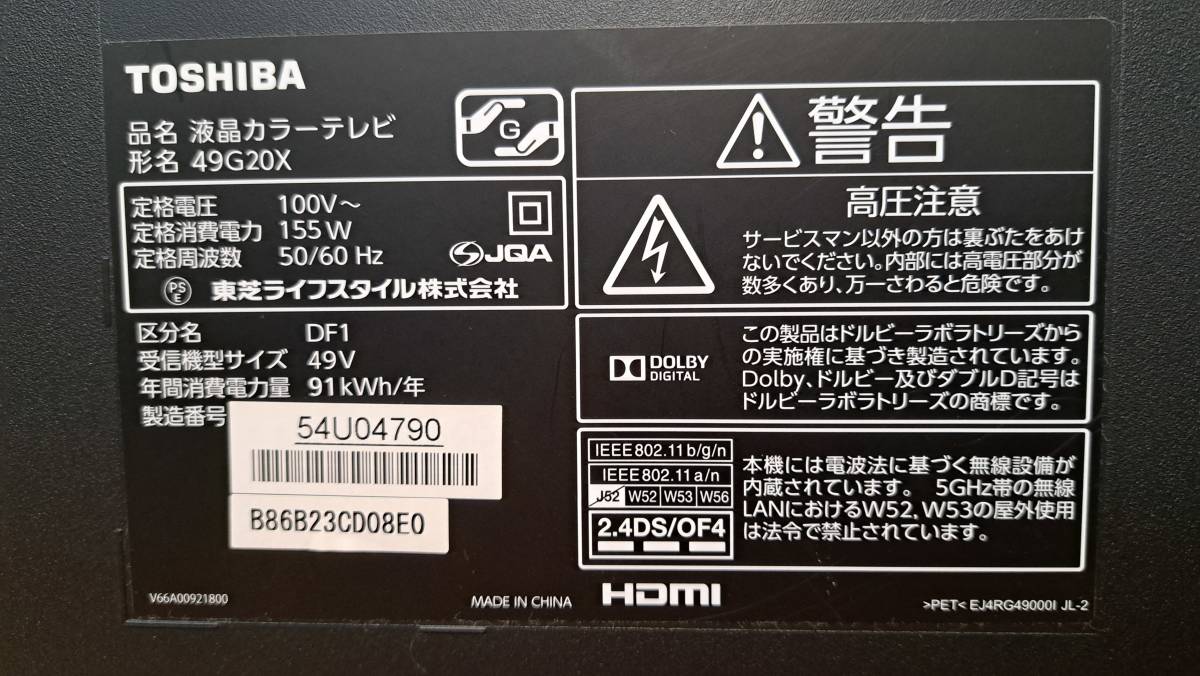 TOSHIBA
品名 液晶カラーテレビ
形名 49G20X
G
定格電圧 100V～
定格消費電力 155W
定格周波数 50/60 Hz
JQA
PS
E
東芝ライフスタイル株式会社
区分名 DF1
受信機型サイズ 49V
年間消費電力量 91kWh/年
製造番号
54U04790
B86B23CD08E0
V66A00921800
MADE IN CHINA
警告
高圧注意
サービスマン以外の方は裏ぶたをあけ
ないでください。内部には高電圧部分が
数多くあり、万一さわると危険です。
DOLBY
DIGITAL
この製品はドルビーラボラトリーズから
の実施権に基づき製造されています。
Dolby、ドルビー及びダブルD記号は
ドルビーラボラトリーズの商標です。
IEEE802.11b/g/n
IEEE802.11a/n
J52 W52 W53 W56
2.4DS/OF4
本機には電波法に基づく無線設備が
内蔵されています。 5GHz帯の無線
LANにおけるW52、W53の屋外使用
は法令で禁止されています。
HDMI
>PET< EJ4RG49000I JL-2